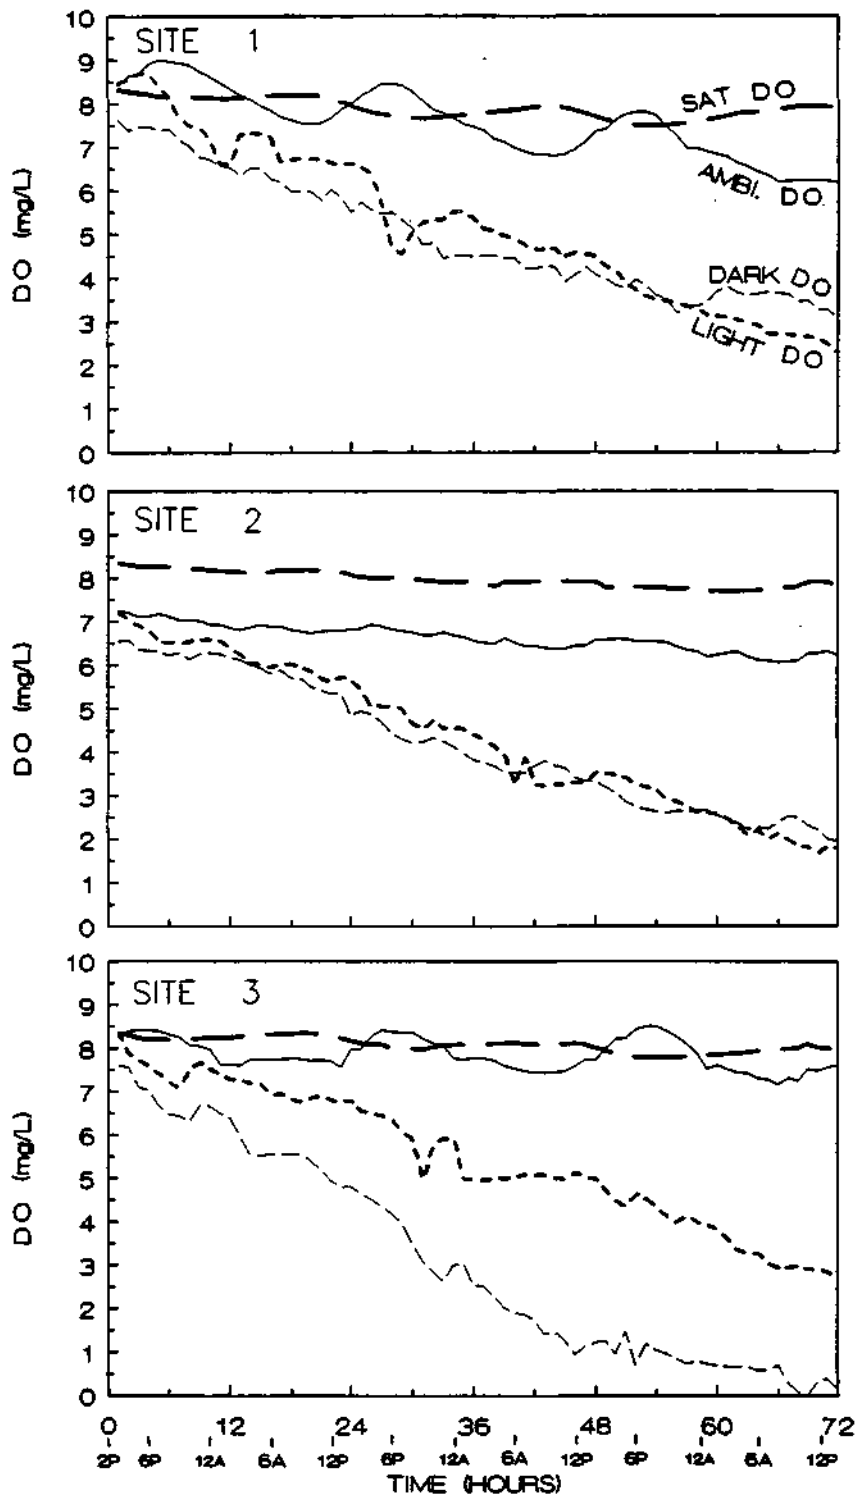 10
SITE 1
9
8
7
6
5
4
3
2
1
0
DO (mg/L)
SAT DO
AMBI. DO
DARK DO
LIGHT DO
10
SITE 2
9
8
7
6
5
4
3
2
1
0
DO (mg/L)
10
SITE 3
9
8
7
6
5
4
3
2
1
0
DO (mg/L)
0 12 24 36 48 60 72
2P 6P 12A 6A 12P 6P 12A 6A 12P 6P 12A 6A 12P
TIME (HOURS)